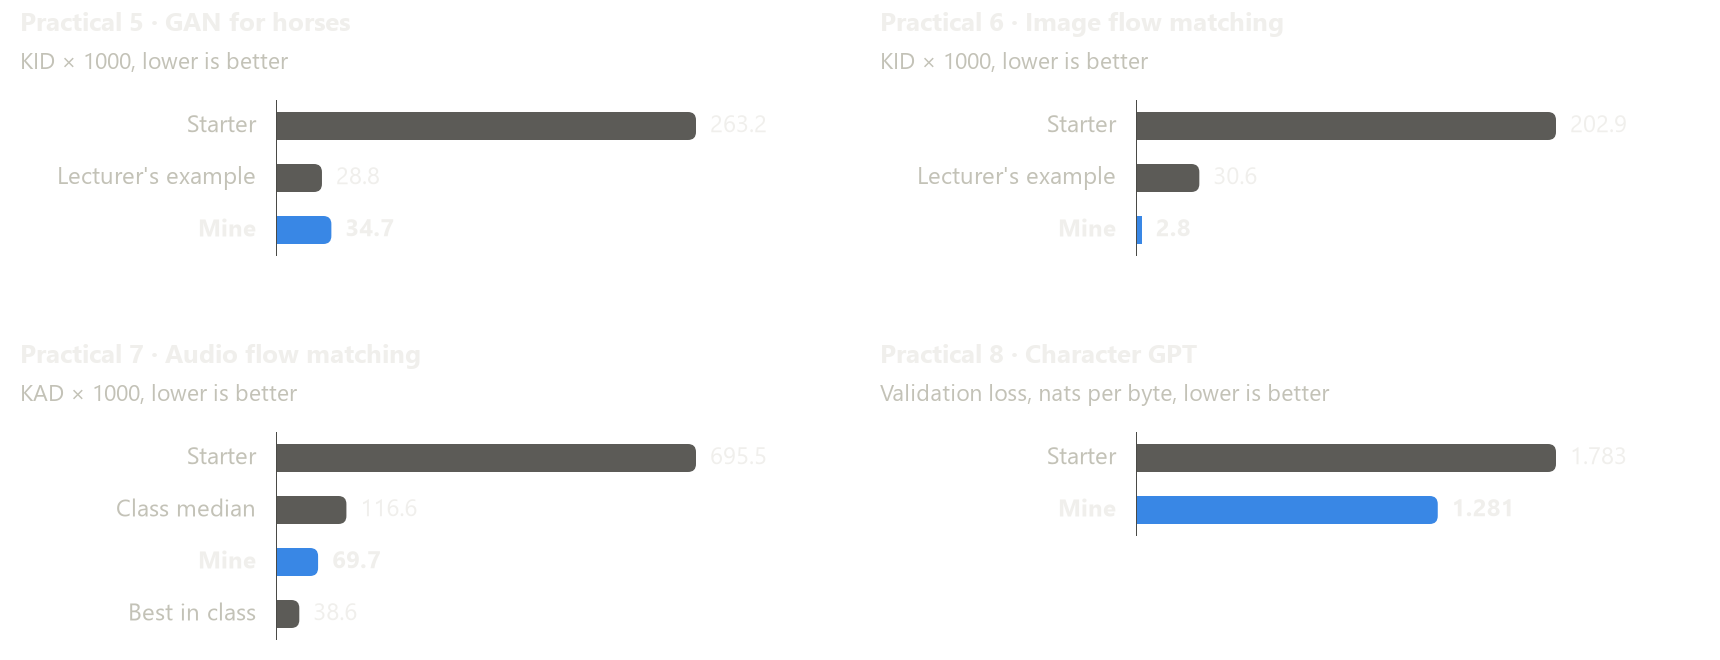 Practical 5 · GAN for horses
KID × 1000, lower is better
Starter 263.2
Lecturer's example 28.8
Mine 34.7
Practical 6 · Image flow matching
KID × 1000, lower is better
Starter 202.9
Lecturer's example 30.6
Mine 2.8
Practical 7 · Audio flow matching
KAD × 1000, lower is better
Starter 695.5
Class median 116.6
Mine 69.7
Best in class 38.6
Practical 8 · Character GPT
Validation loss, nats per byte, lower is better
Starter 1.783
Mine 1.281